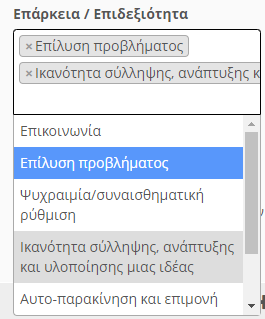 Επάρκεια / Επιδεξιότητα
×Επίλυση προβλήματος
×Ικανότητα σύλληψης, ανάπτυξης κ
Επικοινωνία
Επίλυση προβλήματος
Ψυχραιμία/συναισθηματική
ρύθμιση
Ικανότητα σύλληψης, ανάπτυξης
και υλοποίησης μιας ιδέας
Αυτο-παρακίνηση και επιμονή